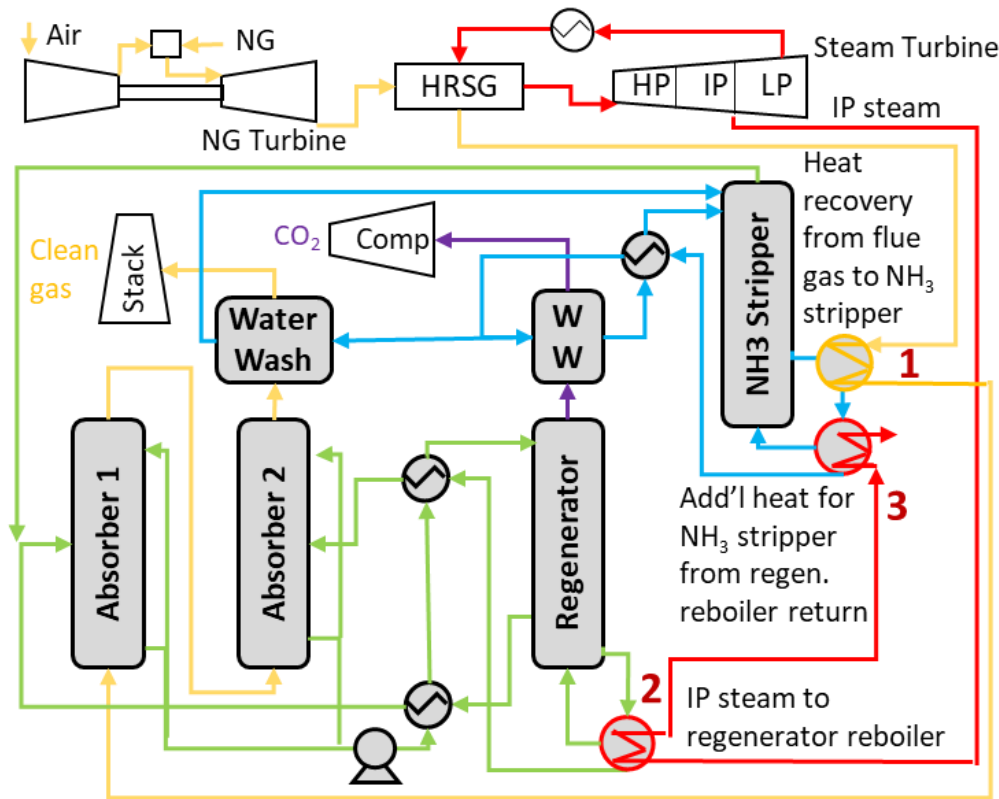 Air
NG
NG Turbine
HRSG
HP
IP
LP
Steam Turbine
IP steam
Heat
recovery
from flue
gas to NH3
stripper
Clean
gas
Stack
CO2
Comp
NH3 Stripper
Water
Wash
W
W
1
Absorber 1
Absorber 2
Regenerator
Add'l heat for
NH3 stripper
from regen.
reboiler return
3
2
IP steam to
regenerator reboiler